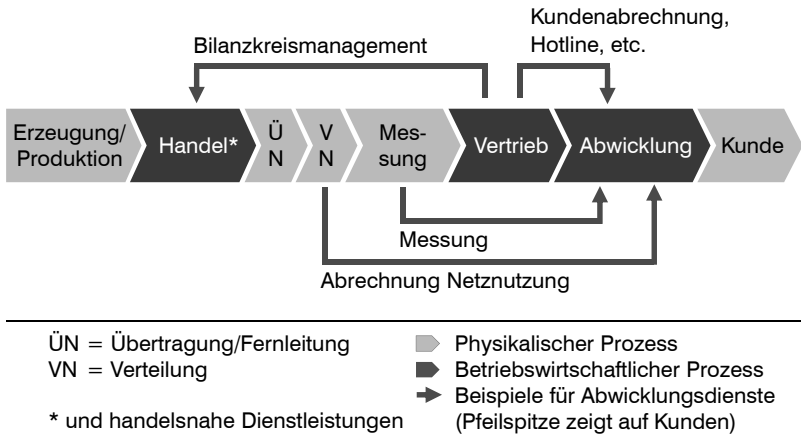 Kundenabrechnung,
Hotline, etc.
Bilanzkreismanagement
Erzeugung/
Produktion
Handel*
Ü
N
V
N
Mes-
sung
Vertrieb
Abwicklung
Kunde
Messung
Abrechnung Netznutzung
ÜN = Übertragung/Fernleitung
VN = Verteilung
* und handelsnahe Dienstleistungen
Physikalischer Prozess
Betriebswirtschaftlicher Prozess
Beispiele für Abwicklungsdienste
(Pfeilspitze zeigt auf Kunden)